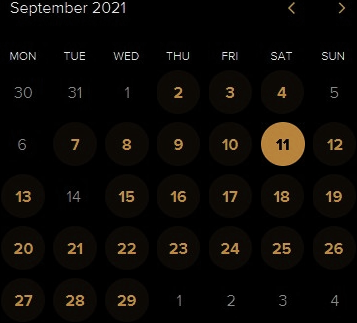 September 2021
MON TUE WED THU FRI SAT SUN
30 31 1 2 3 4 5
6 7 8 9 10 11 12
13 14 15 16 17 18 19
20 21 22 23 24 25 26
27 28 29 1 2 3 4